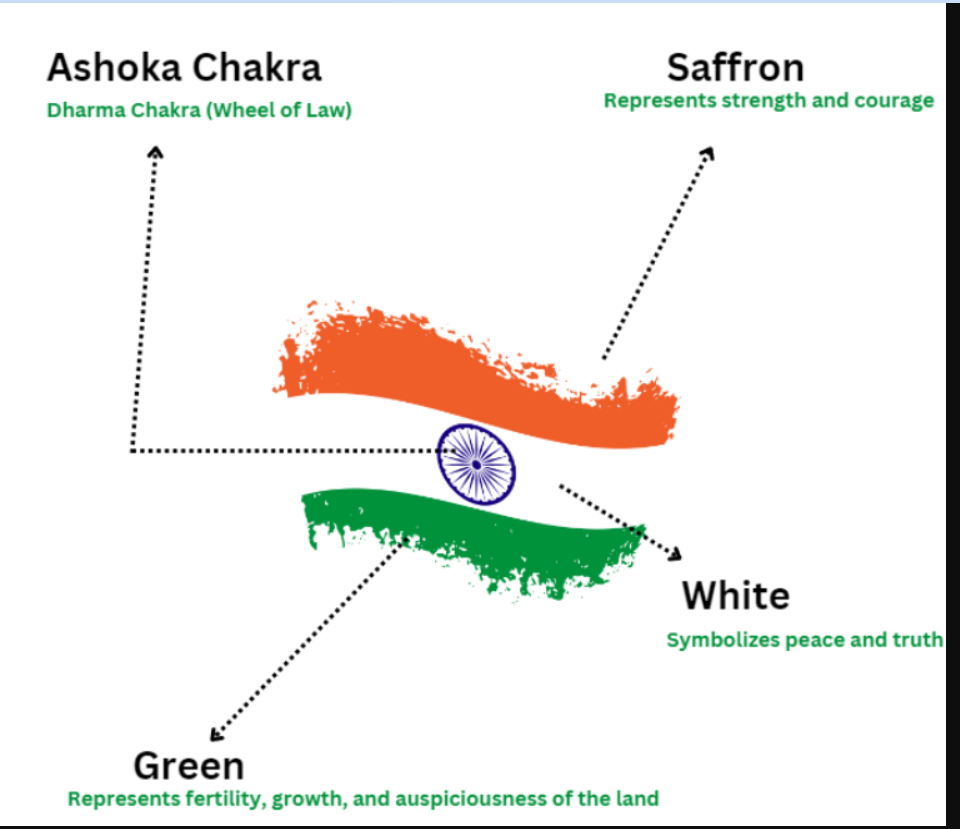 Ashoka Chakra
Dharma Chakra (Wheel of Law)
Saffron
Represents strength and courage
White
Symbolizes peace and truth
Green
Represents fertility, growth, and auspiciousness of the land